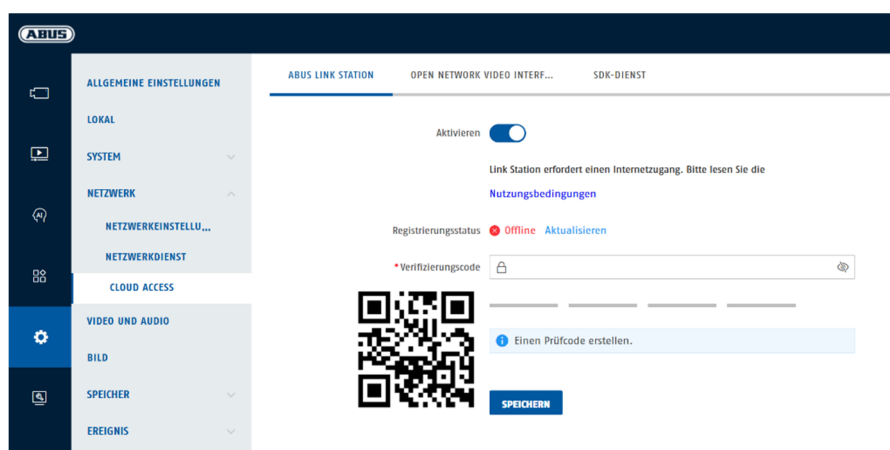 ABUS
ALLGEMEINE EINSTELLUNGEN
LOKAL
SYSTEM
NETZWERK
NETZWERKEINSTELLU...
NETZWERKDIENST
CLOUD ACCESS
VIDEO UND AUDIO
BILD
SPEICHER
EREIGNIS
ABUS LINK STATION OPEN NETWORK VIDEO INTERF... SDK-DIENST
Aktivieren
Link Station erfordert einen Internetzugang. Bitte lesen Sie die
Nutzungsbedingungen
Registrierungsstatus Offline Aktualisieren
*Verifizierungscode
Einen Prüfcode erstellen.
SPEICHERN
AI